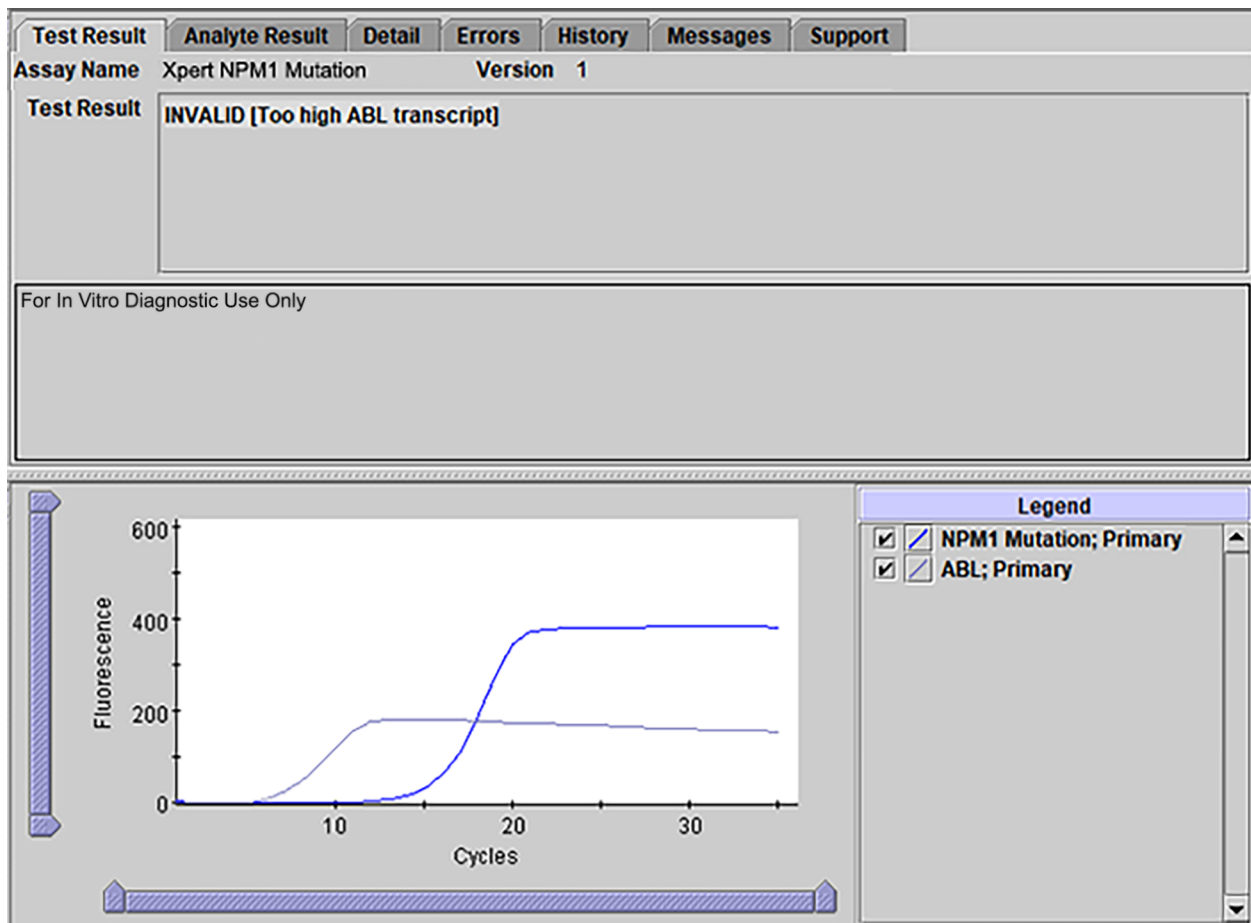 Test Result Analyte Result Detail Errors History Messages Support
Assay Name Xpert NPM1 Mutation Version 1
Test Result INVALID [Too high ABL transcript]
For In Vitro Diagnostic Use Only
Legend
NPM1 Mutation; Primary
ABL; Primary
600
400
200
0
Fluorescence
10 20 30
Cycles